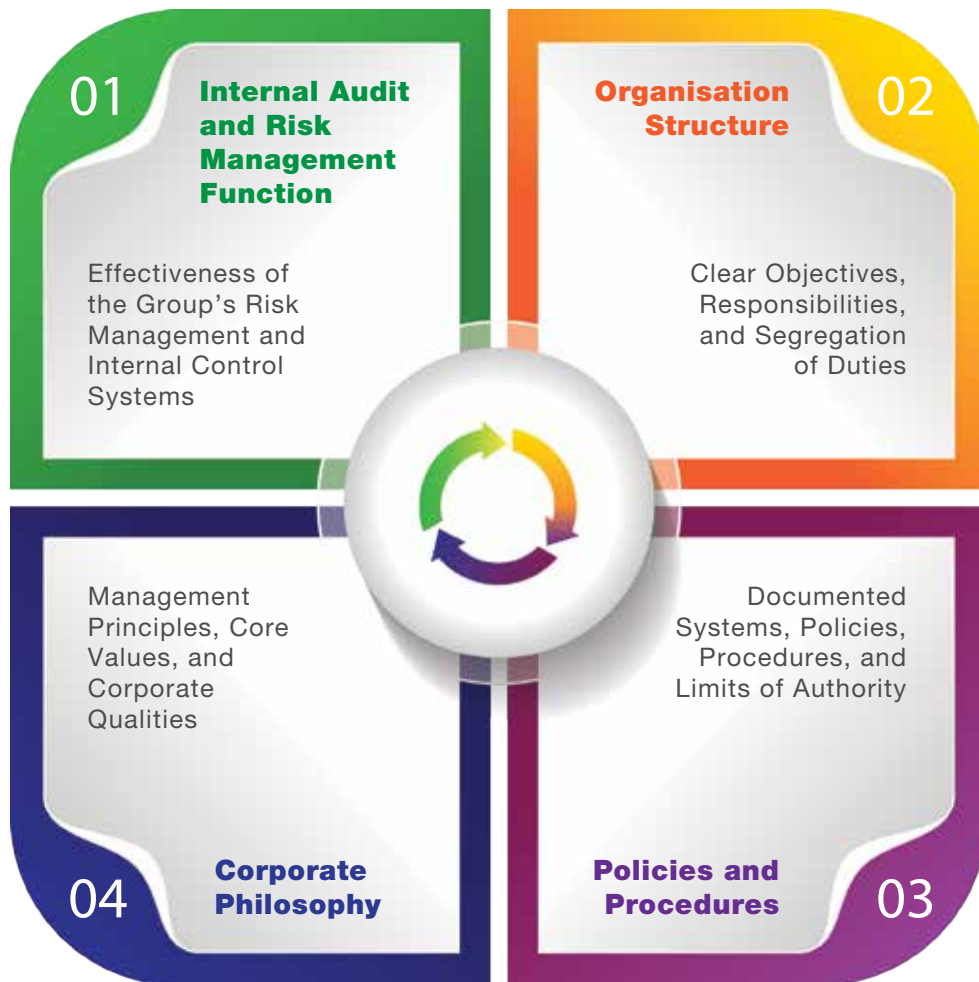 01
Internal Audit
and Risk
Management
Function
Effectiveness of
the Group's Risk
Management and
Internal Control
Systems
02
Organisation
Structure
Clear Objectives,
Responsibilities,
and Segregation
of Duties
Management
Principles, Core
Values, and
Corporate
Qualities
04
Corporate
Philosophy
Documented
Systems, Policies,
Procedures, and
Limits of Authority
Policies and
Procedures
03